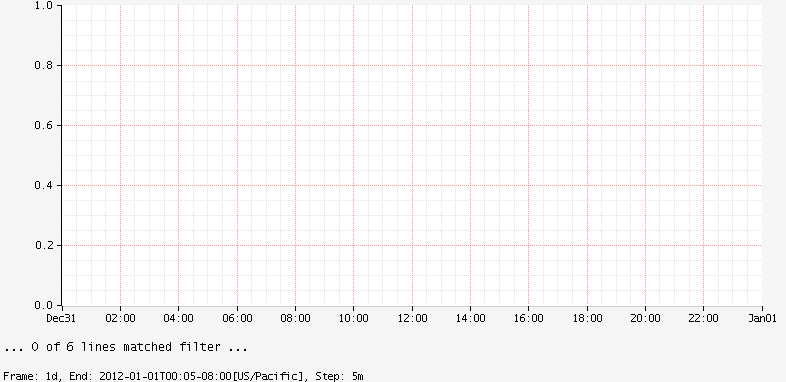 1.0
0.8
0.6
0.4
0.2
0.0
Dec31 02:00 04:00 06:00 08:00 10:00 12:00 14:00 16:00 18:00 20:00 22:00 Jan01
... 0 of 6 lines matched filter ...
Frame: 1d, End: 2012-01-01T00:05-08:00[US/Pacific], Step: 5m